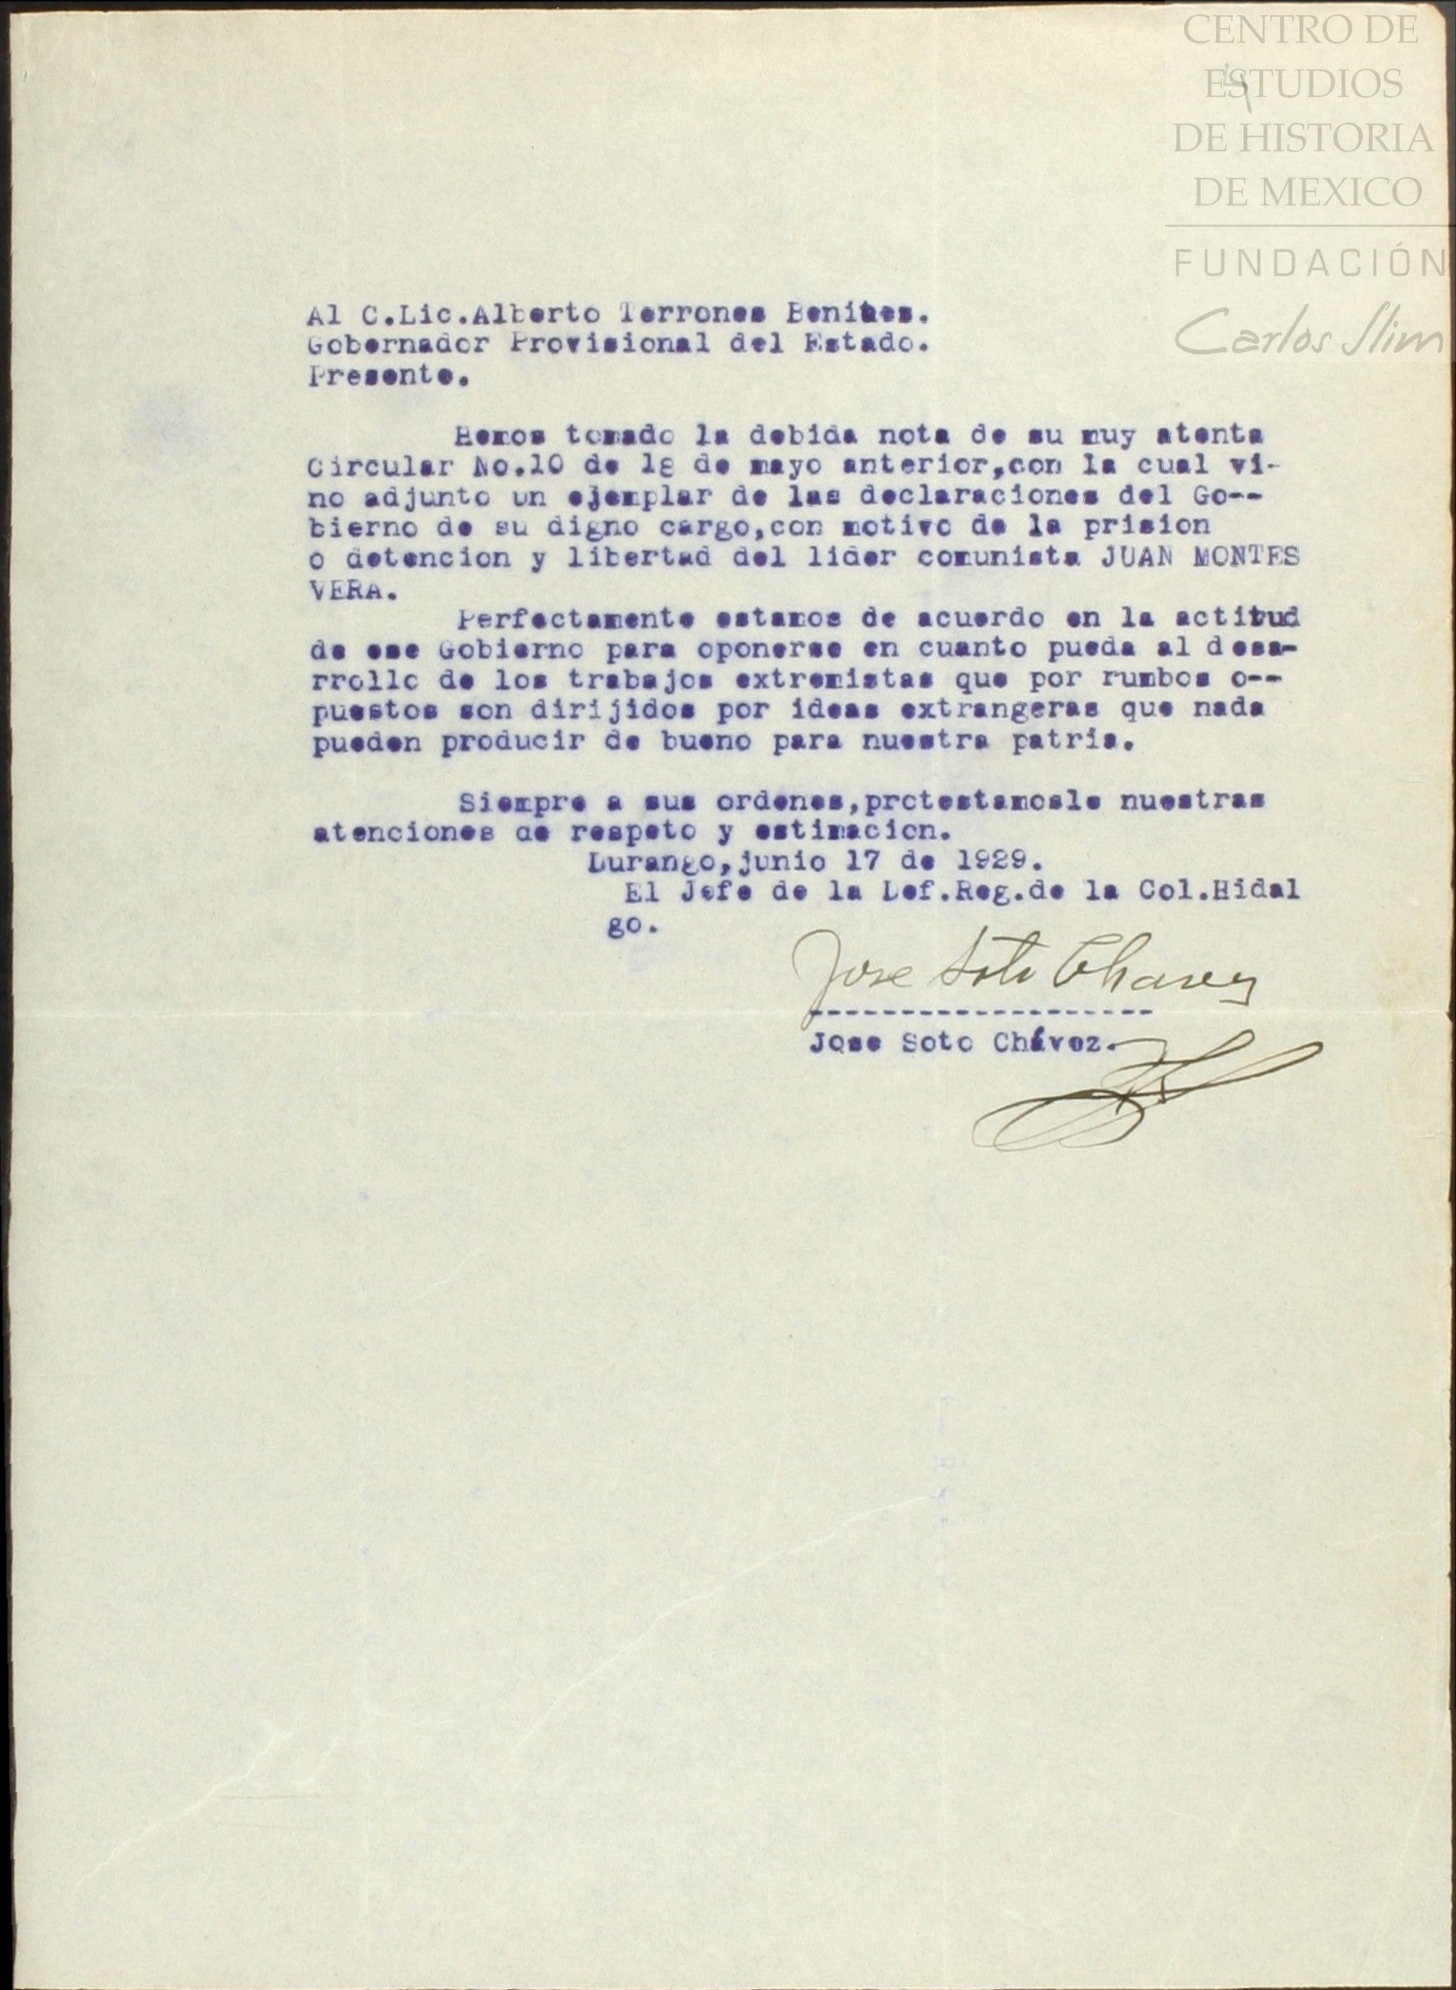 CENTRO DE
ESTUDIOS
DE HISTORIA
DE MEXICO
FUNDACIÓN
Carlos Slim
Al C.Lic.Alberto Terrones Benites.
Gobernador Provisional del Estado.
Presente.
Hemos tomado la debida nota de su muy atenta
Circular No.10 de 18 de mayo anterior,con la cual vi-
no adjunto un ejemplar de las declaraciones del Go--
bierno de su digno cargo,con motivo de la prision
o detencion y libertad del lider comunista JUAN MONTES
VERA.
Perfectamente estamos de acuerdo en la actitud
de ese Gobierno para oponerse en cuanto pueda al desa-
rrollo de los trabajos extremistas que por rumbos o--
puestos son dirijidos por ideas extrangeras que nada
pueden producir de bueno para nuestra patria.
Siempre a sus ordenes,protestamosle nuestras
atenciones de respeto y estimacion.
Durango,junio 17 de 1929.
El Jefe de la Def.Reg.de la Col.Hidal
go.
Jose Soto Chavez
-------------------
Jose Soto Chávez.